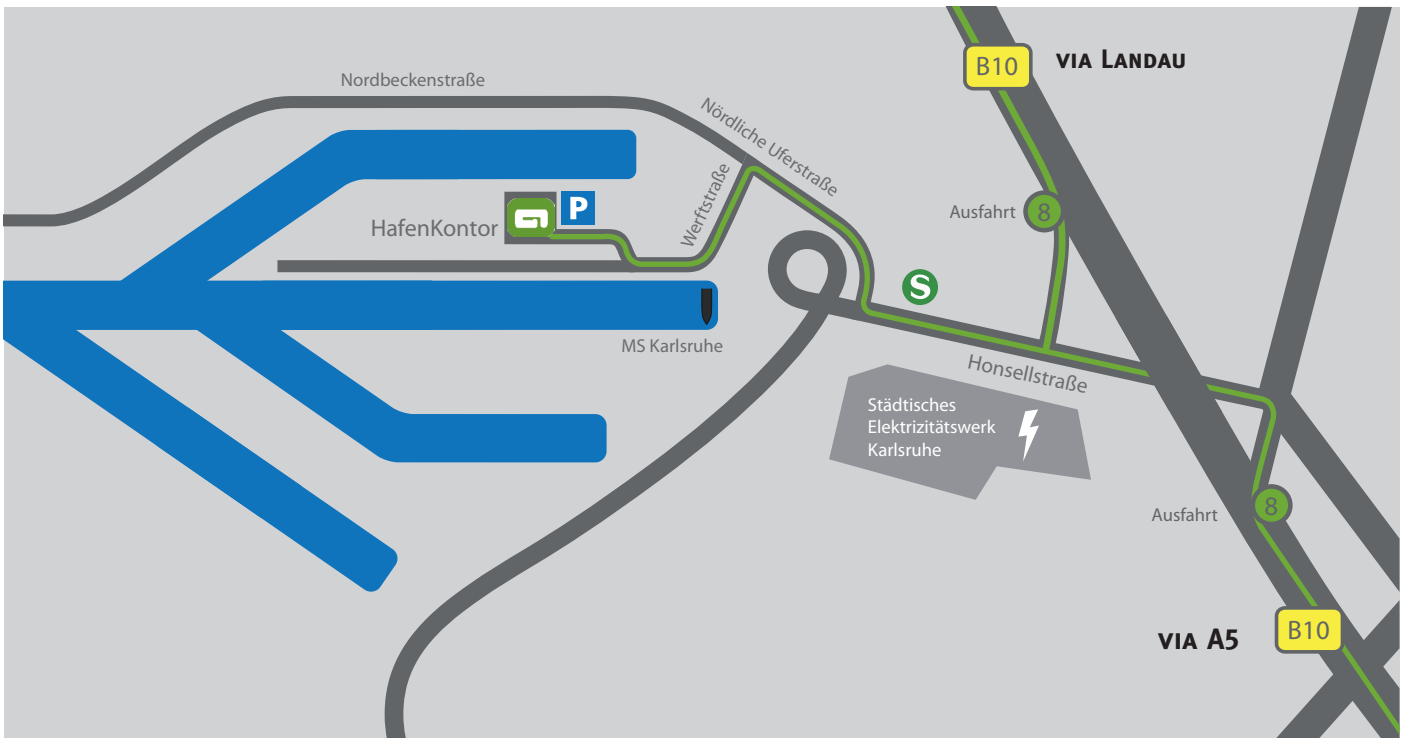 B10
VIA LANDAU
Nordbeckenstraße
Nördliche Uferstraße
P
Werftstraße
Ausfahrt
8
HafenKontor
S
MS Karlsruhe
Honsellstraße
Städtisches
Elektrizitätswerk
Karlsruhe
Ausfahrt
8
VIA A5
B10